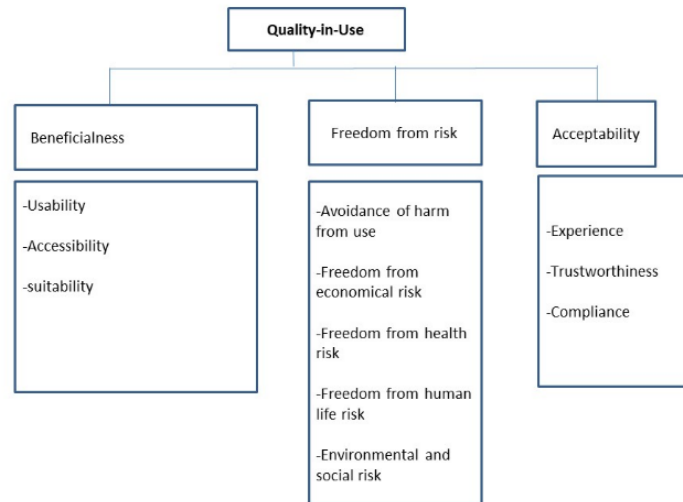 Quality-in-Use
Beneficialness
Freedom from risk
Acceptability
-Usability
-Accessibility
-suitability
-Avoidance of harm
from use
-Freedom from
economical risk
-Freedom from health
risk
-Freedom from human
life risk
-Environmental and
social risk
-Experience
-Trustworthiness
-Compliance